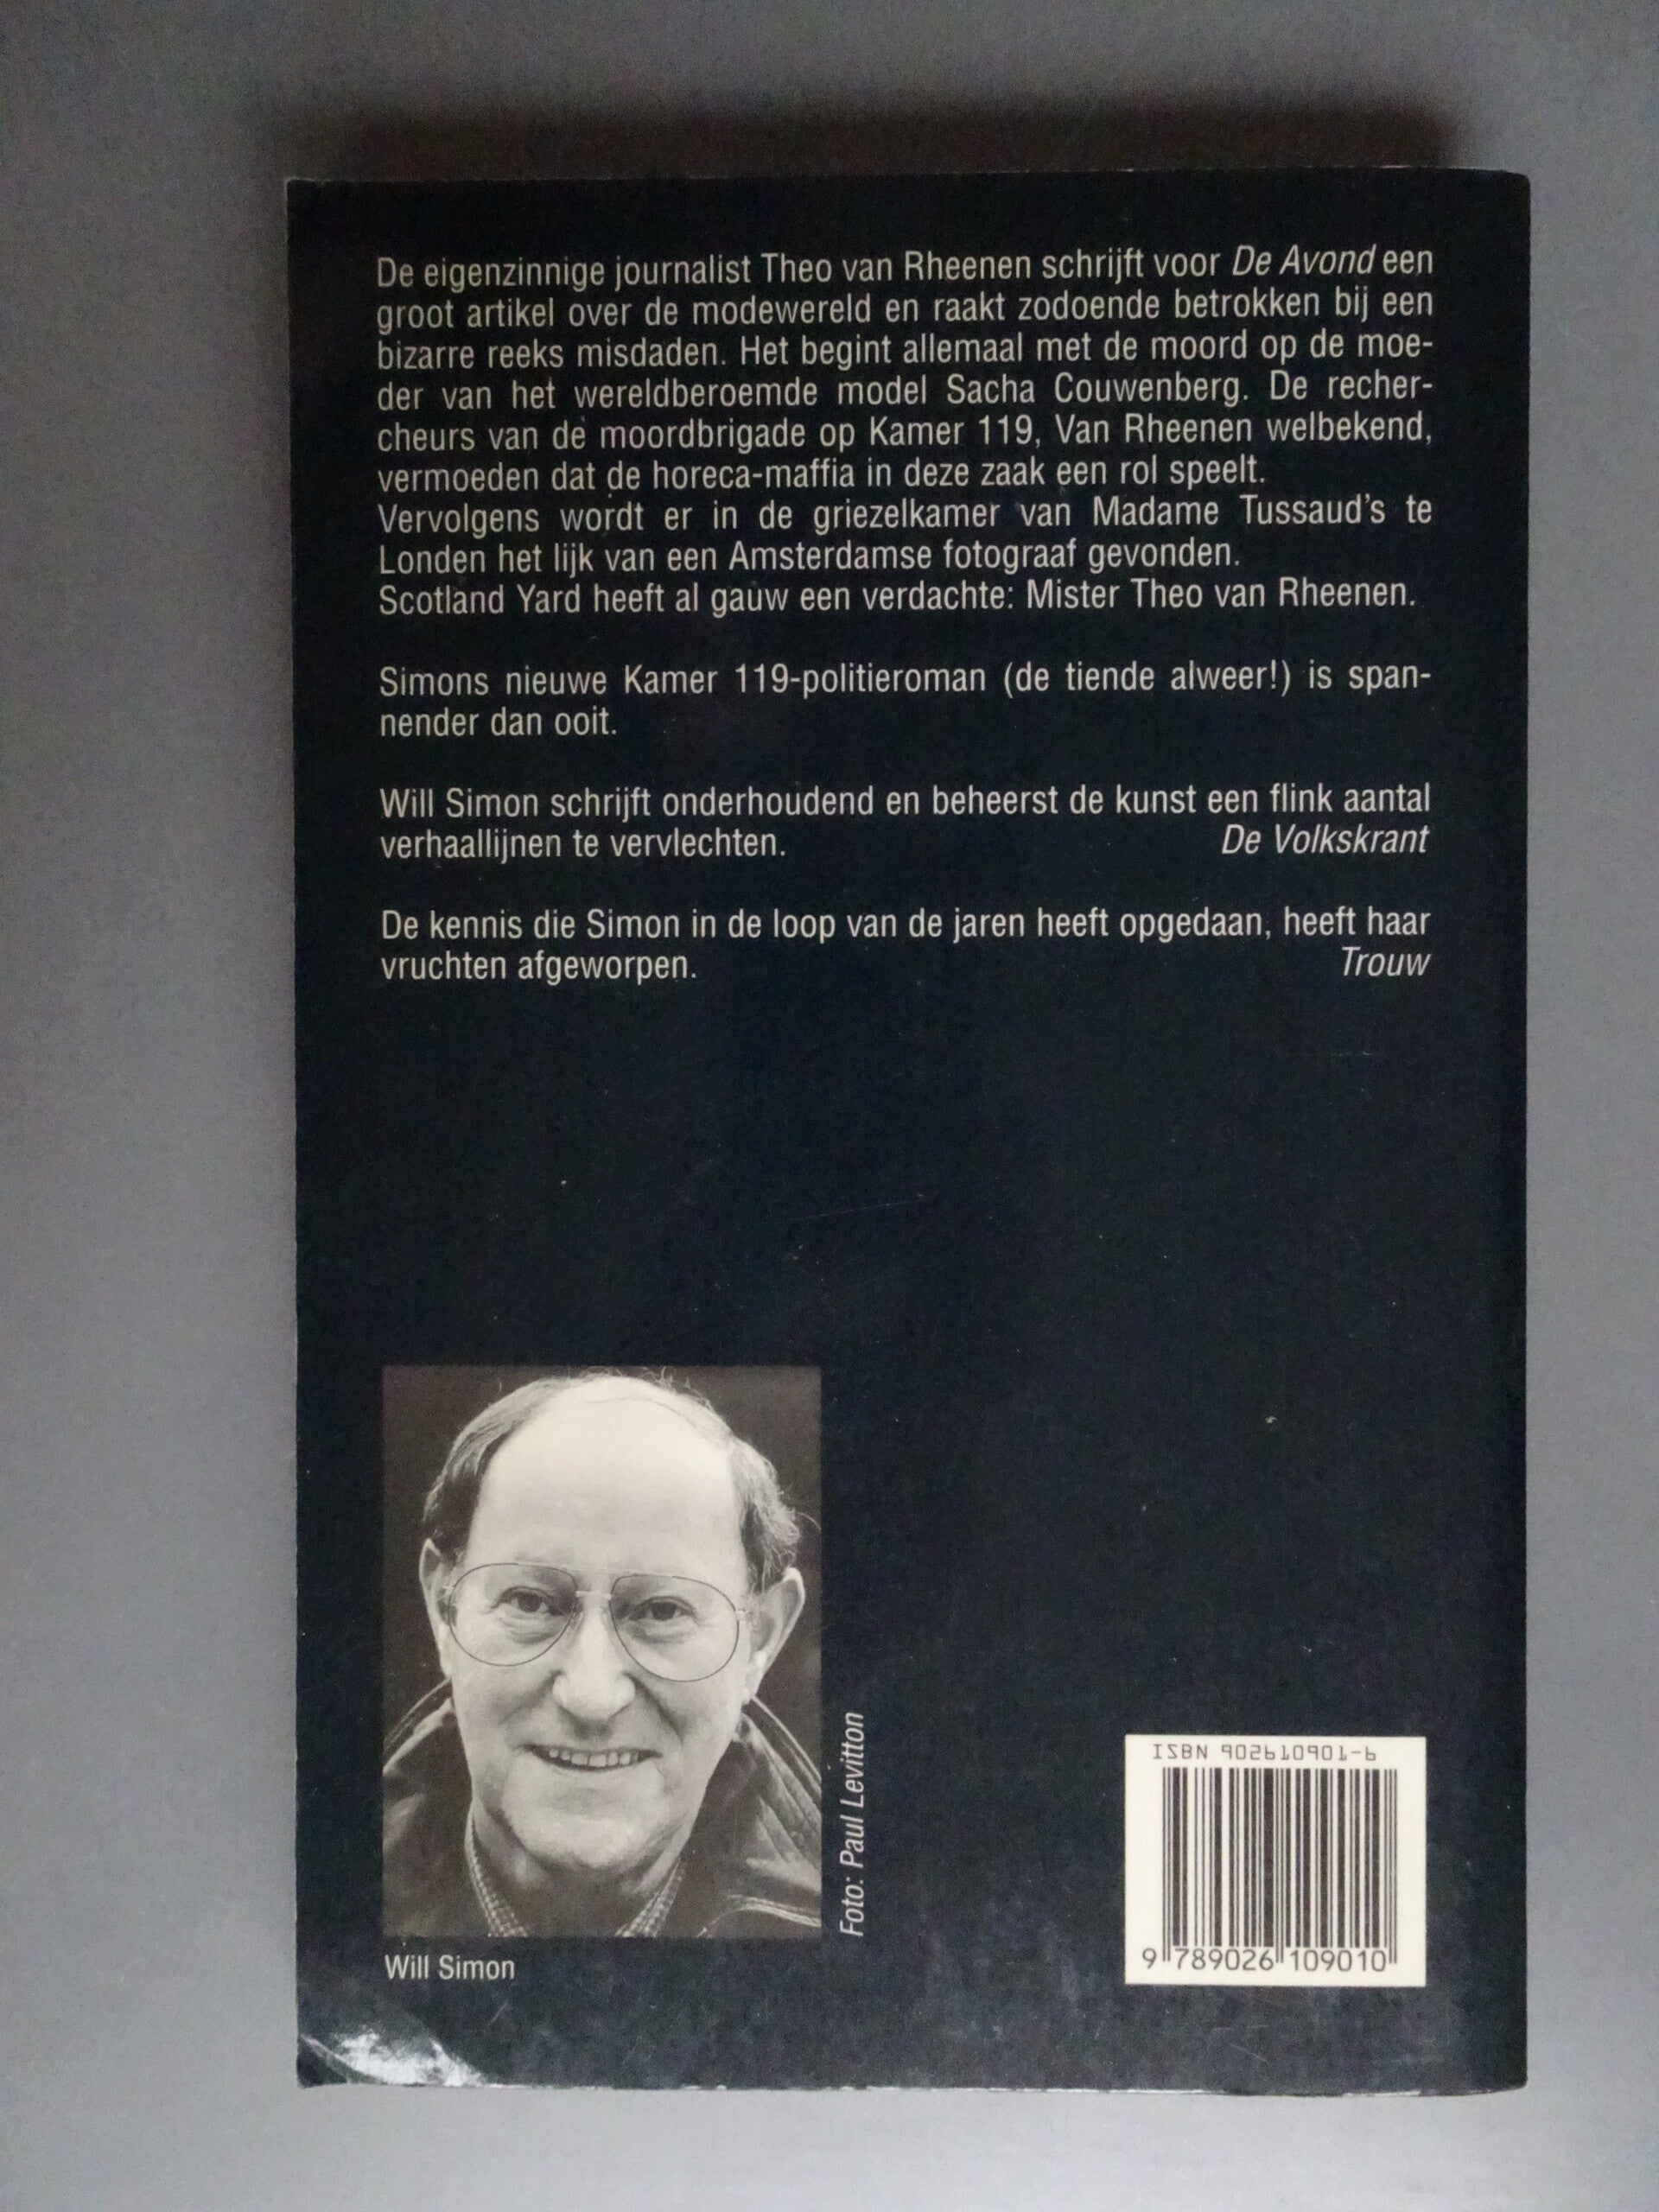 De eigenzinnige journalist Theo van Rheenen schrijft voor De Avond een
groot artikel over de modewereld en raakt zodoende betrokken bij een
bizarre reeks misdaden. Het begint allemaal met de moord op de moe-
der van het wereldberoemde model Sacha Couwenberg. De recher-
cheurs van de moordbrigade op Kamer 119, Van Rheenen welbekend,
vermoeden dat de horeca-maffia in deze zaak een rol speelt.
Vervolgens wordt er in de griezelkamer van Madame Tussaud's te
Londen het lijk van een Amsterdamse fotograaf gevonden.
Scotland Yard heeft al gauw een verdachte: Mister Theo van Rheenen.
Simons nieuwe Kamer 119-politieroman (de tiende alweer!) is span-
nender dan ooit.
Will Simon schrijft onderhoudend en beheerst de kunst een flink aantal
verhaallijnen te vervlechten. De Volkskrant
De kennis die Simon in de loop van de jaren heeft opgedaan, heeft haar
vruchten afgeworpen. Trouw
Foto: Paul Levitton
Will Simon
ISBN 902610901-6
9 789026 109010